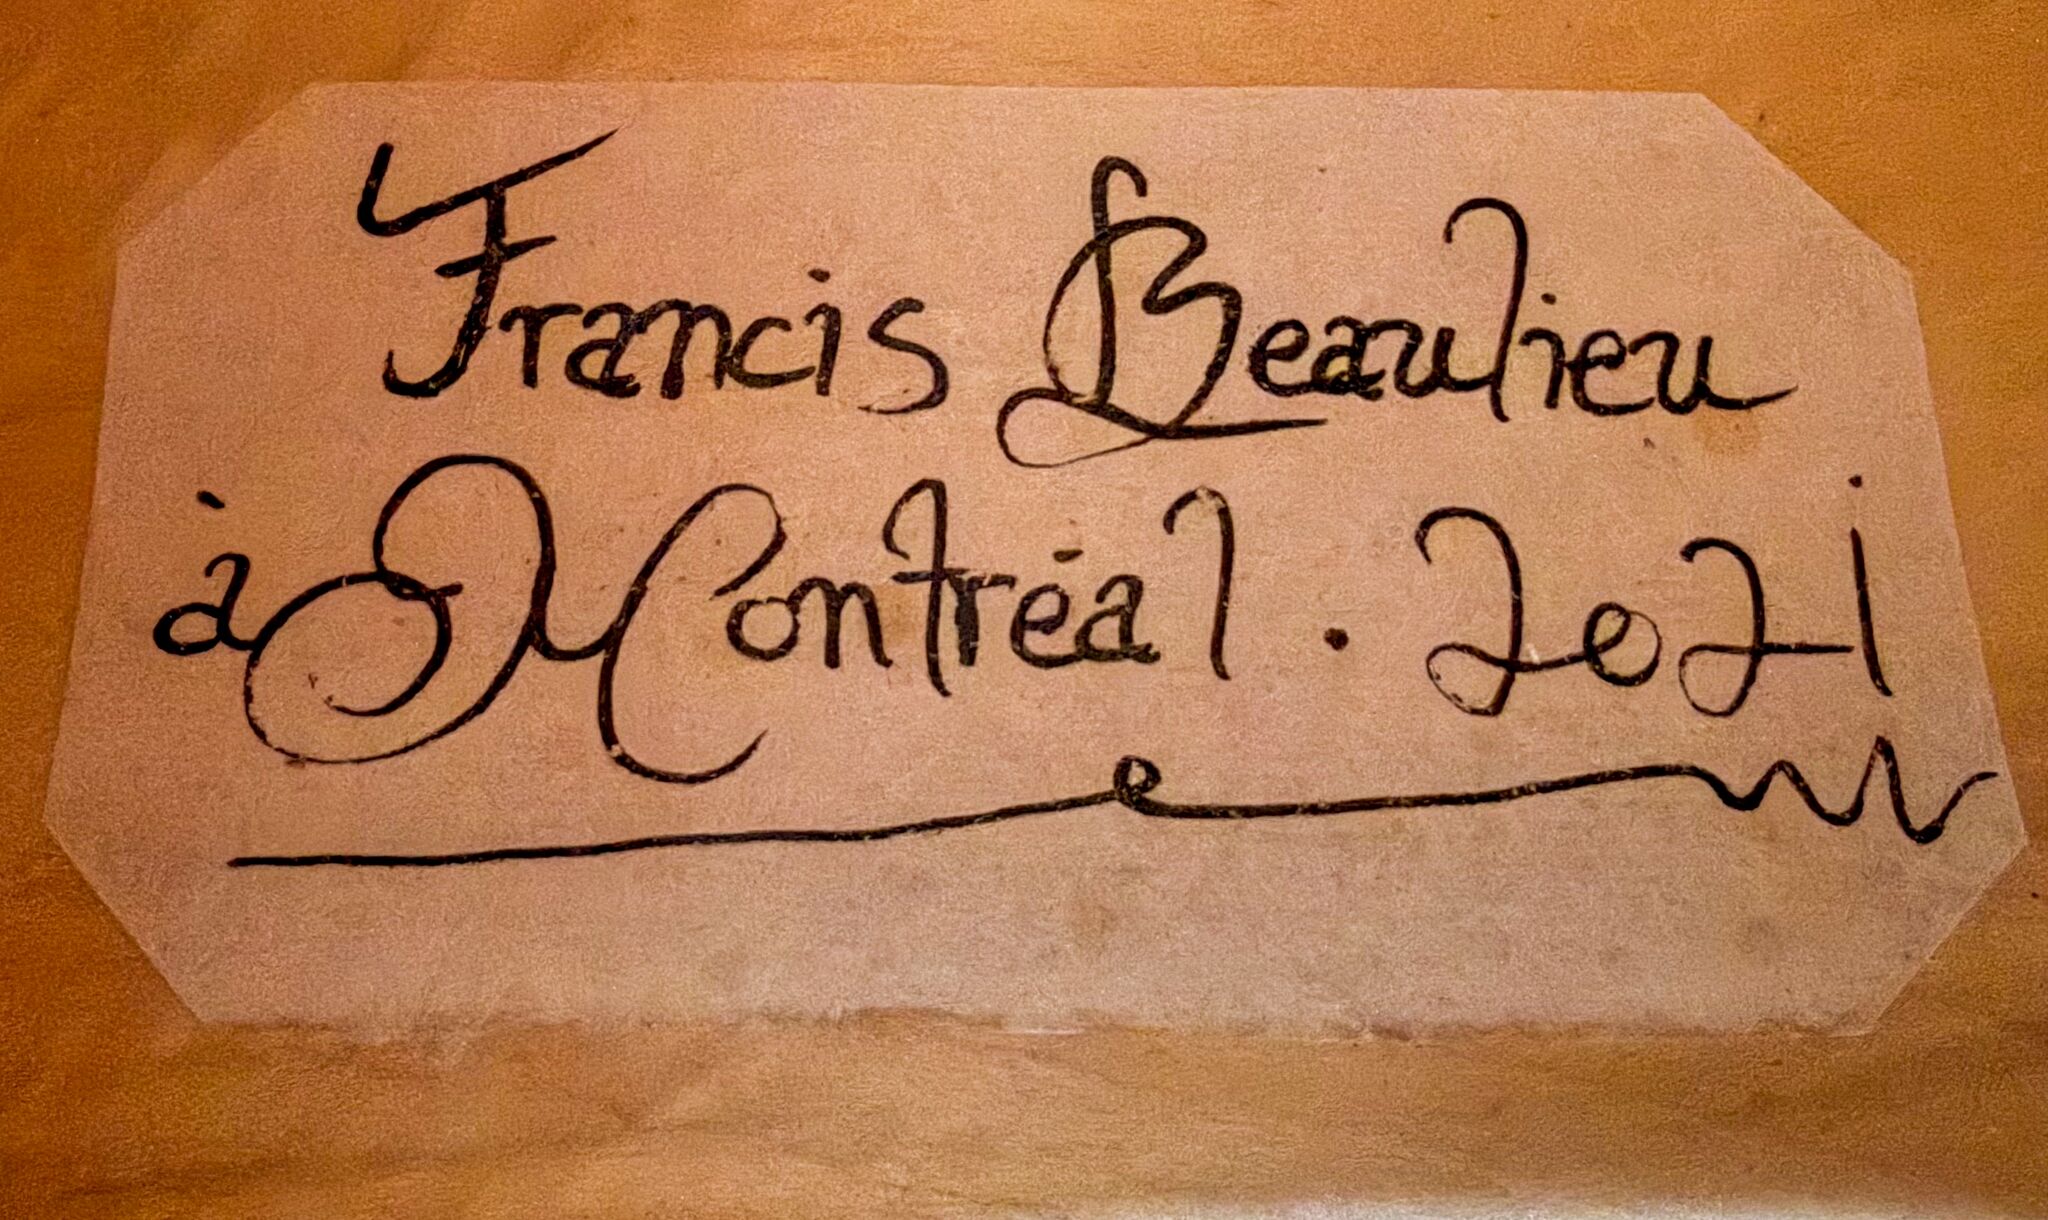 Francis Beaulieu
à Montréal . 2021